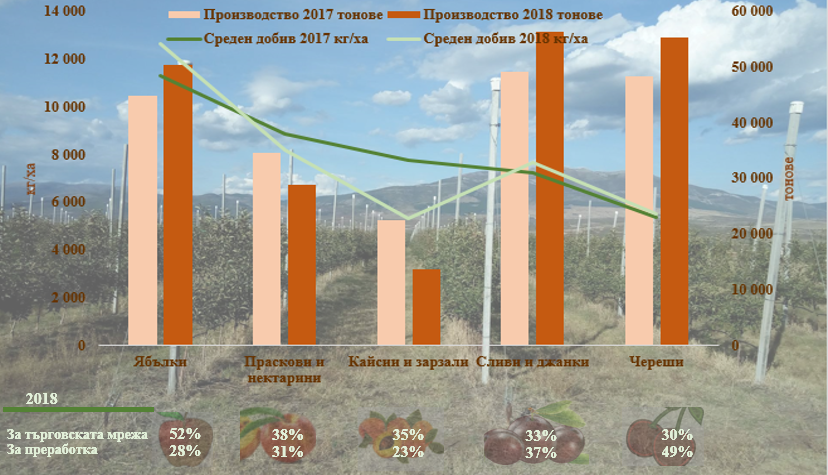 Производство 2017 тонове
Производство 2018 тонове
Среден добив 2017 кг/ха
Среден добив 2018 кг/ха
14 000
12 000
10 000
8 000
6 000
4 000
2 000
0
кг/ха
60 000
50 000
40 000
30 000
20 000
10 000
0
тонове
Ябълки
Праскови и
нектарини
Кайсии и зарзали
Сливи и джанки
Череши
2018
За търговската мрежа 52% 38% 35% 33% 30%
За преработка 28% 31% 23% 37% 49%